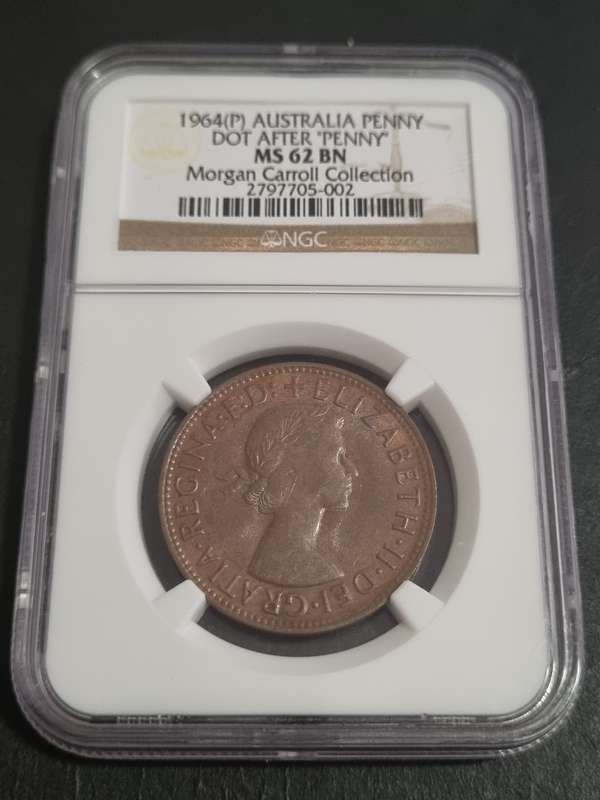 1964(P) AUSTRALIA PENNY
DOT AFTER "PENNY"
MS 62 BN
Morgan Carroll Collection
2797705-002
NGC
+ELIZABETH·II·DEI·GRATIA·REGINA·F:D: